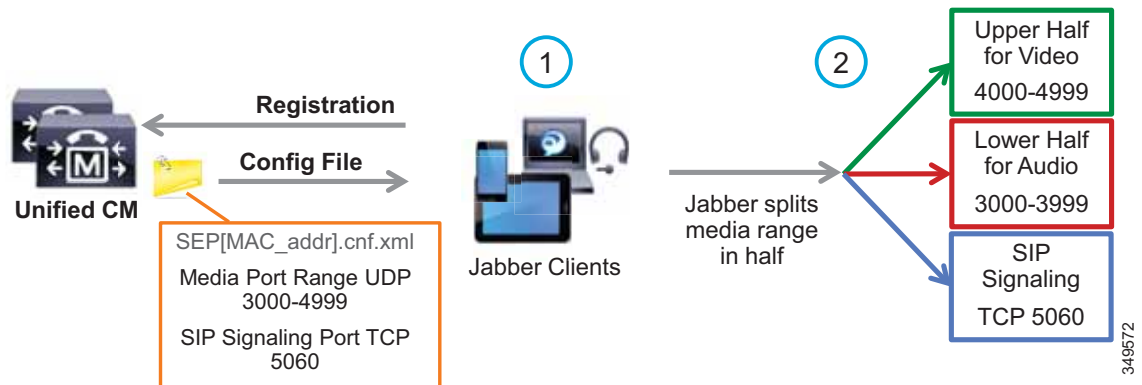 1
2
Registration
Config File
M
Unified CM
SEP[MAC_addr].cnf.xml
Media Port Range UDP
3000-4999
SIP Signaling Port TCP
5060
Jabber Clients
Jabber splits
media range
in half
Upper Half
for Video
4000-4999
Lower Half
for Audio
3000-3999
SIP
Signaling
TCP 5060
349572